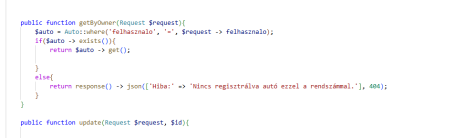 public function getByOwner(Request $request){
$auto = Auto::where('felhasznalo', '=', $request -> felhasznalo);
if($auto -> exists()){
return $auto -> get();
}
else{
return response() -> json(['Hiba:' => 'Nincs regisztrálva autó ezzel a rendszámmal.'], 404);
}
}
public function update(Request $request, $id){